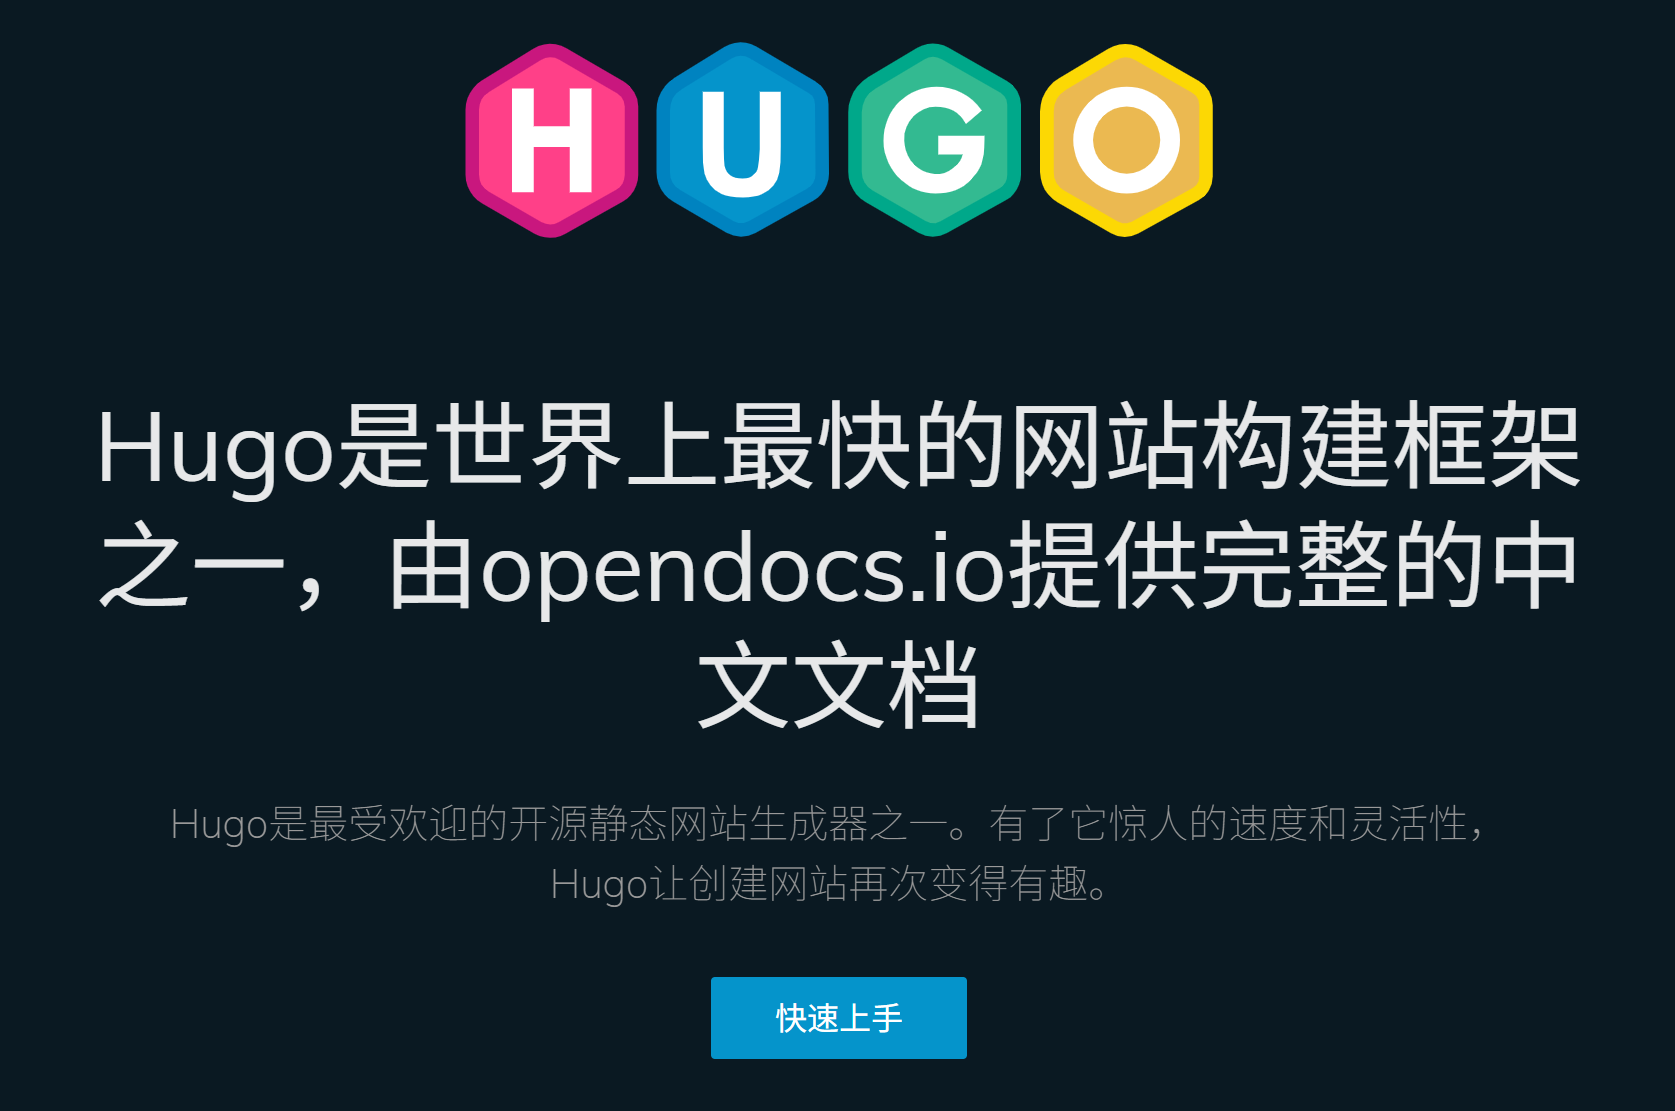 HUGO
Hugo是世界上最快的网站构建框架
之一，由opendocs.io提供完整的中
文文档
Hugo是最受欢迎的开源静态网站生成器之一。有了它惊人的速度和灵活性，
Hugo让创建网站再次变得有趣。
快速上手